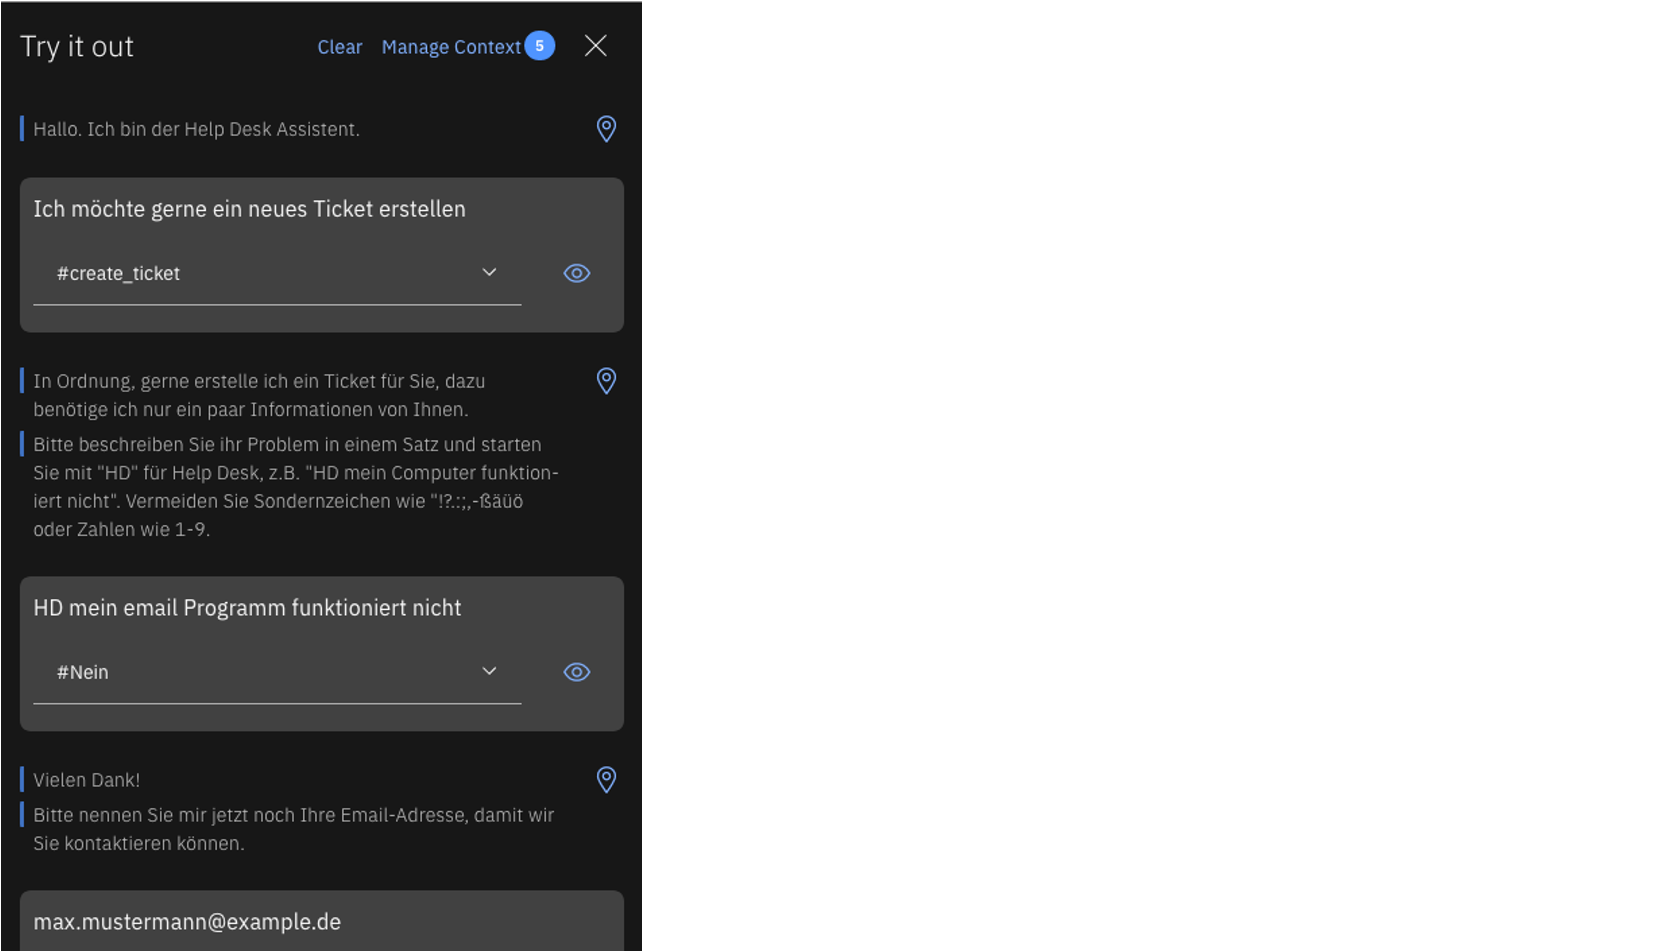 Try it out
Clear
Manage Context 5
Hallo. Ich bin der Help Desk Assistent.
Ich möchte gerne ein neues Ticket erstellen
#create_ticket
In Ordnung, gerne erstelle ich ein Ticket für Sie, dazu
benötige ich nur ein paar Informationen von Ihnen.
Bitte beschreiben Sie ihr Problem in einem Satz und starten
Sie mit "HD" für Help Desk, z.B. "HD mein Computer funktion-
iert nicht". Vermeiden Sie Sondernzeichen wie "!?.:;,-ßäüö
oder Zahlen wie 1-9.
HD mein email Programm funktioniert nicht
#Nein
Vielen Dank!
Bitte nennen Sie mir jetzt noch Ihre Email-Adresse, damit wir
Sie kontaktieren können.
max.mustermann@example.de